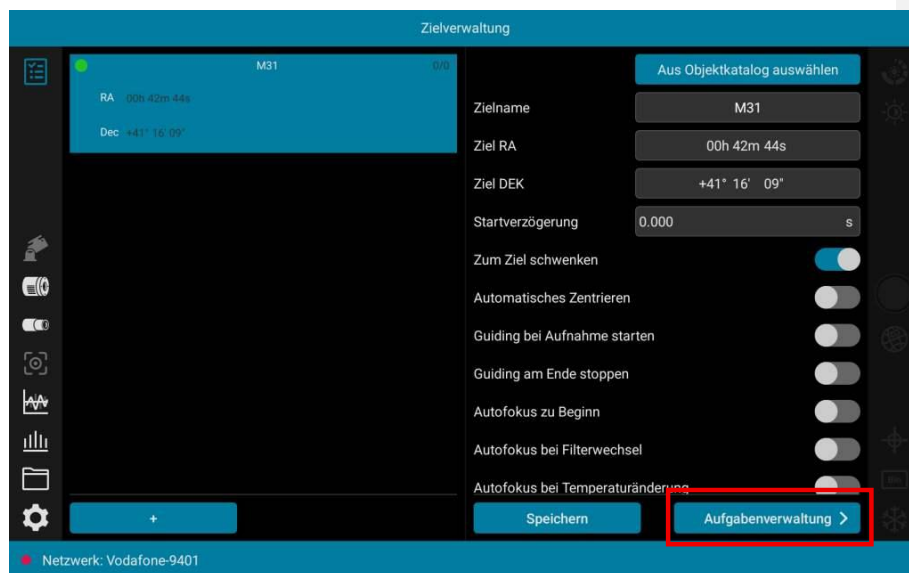 Zielverwaltung
M31
0/0
RA 00h 42m 44s
Dec +41° 16' 09"
+
Aus Objektkatalog auswählen
Zielname M31
Ziel RA 00h 42m 44s
Ziel DEK +41° 16' 09"
Startverzögerung 0.000 s
Zum Ziel schwenken
Automatisches Zentrieren
Guiding bei Aufnahme starten
Guiding am Ende stoppen
Autofokus zu Beginn
Autofokus bei Filterwechsel
Autofokus bei Temperaturänderung
Speichern
Aufgabenverwaltung >
Netzwerk: Vodafone-9401